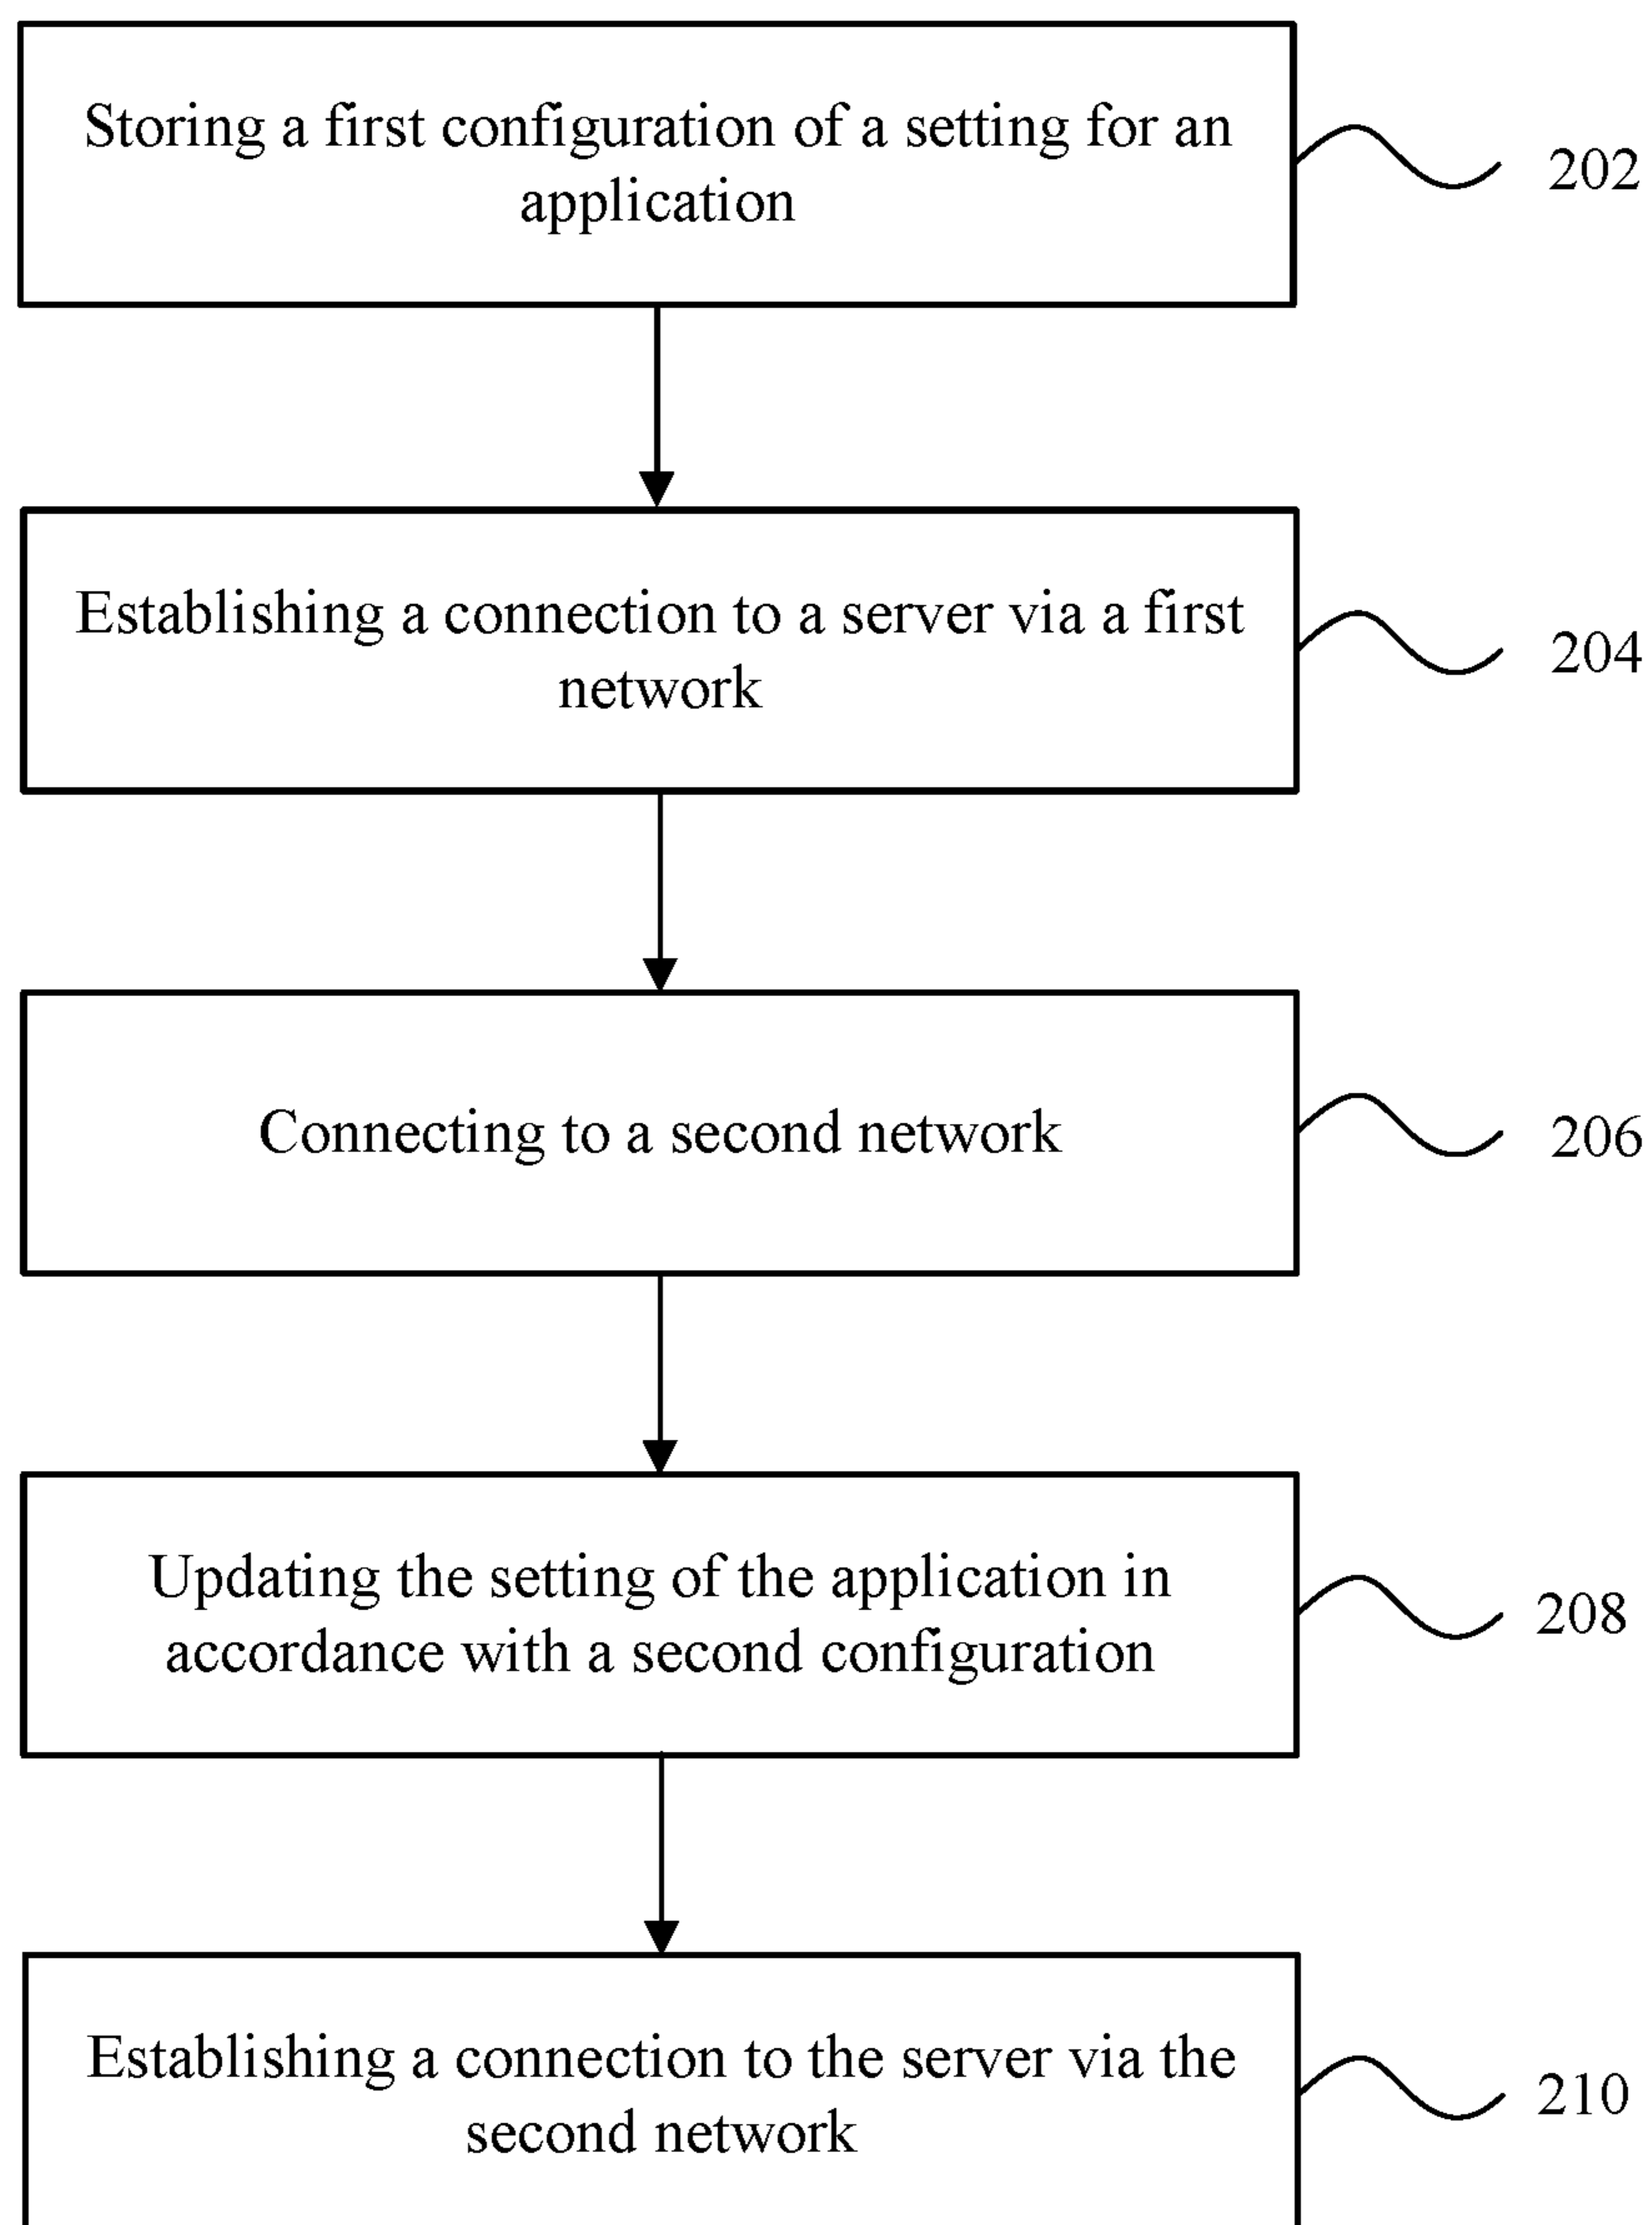 Storing a first configuration of a setting for an
application
202
Establishing a connection to a server via a first
network
204
Connecting to a second network
206
Updating the setting of the application in
accordance with a second configuration
208
Establishing a connection to the server via the
second network
210